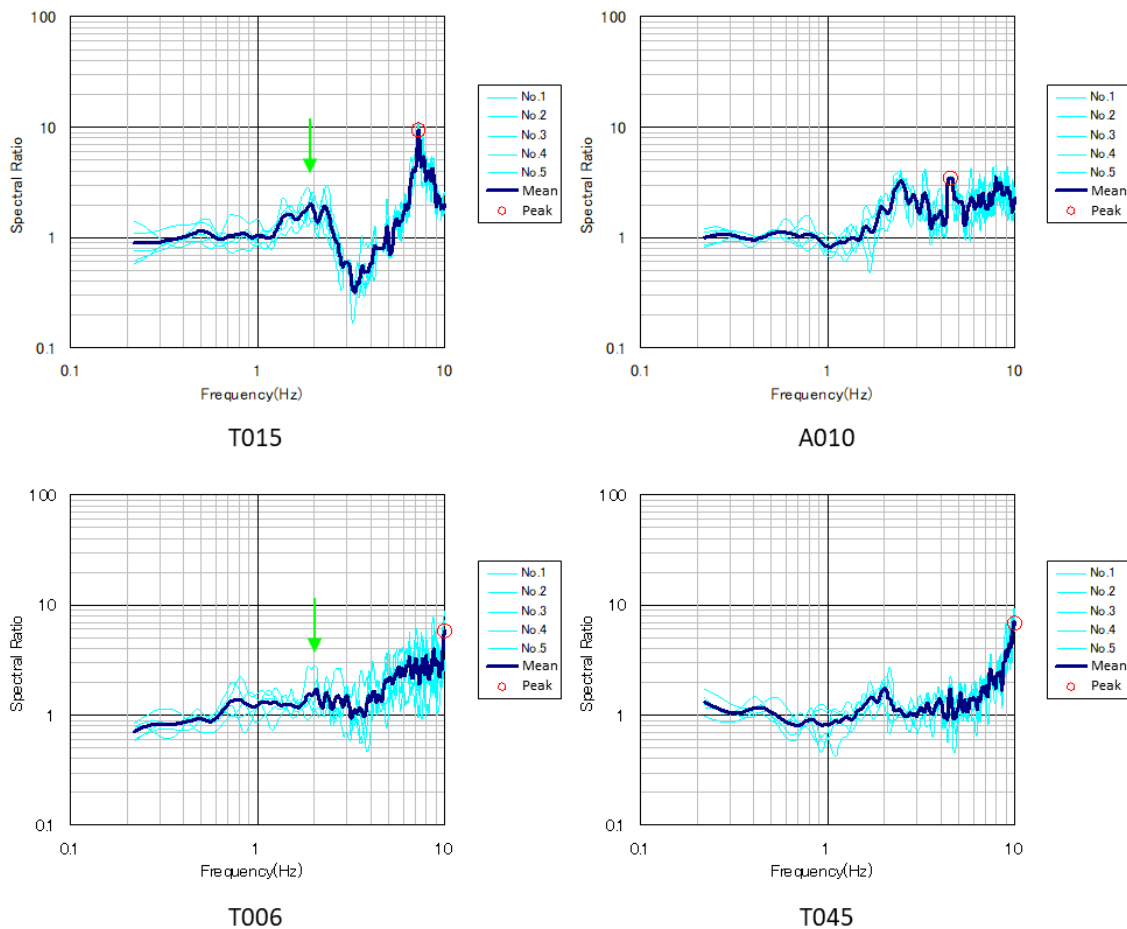 100
10
1
0.1
0.1
1
10
Spectral Ratio
Frequency(Hz)
No.1
No.2
No.3
No.4
No.5
Mean
Peak
T015
100
10
1
0.1
0.1
1
10
Spectral Ratio
Frequency(Hz)
No.1
No.2
No.3
No.4
No.5
Mean
Peak
A010
100
10
1
0.1
0.1
1
10
Spectral Ratio
Frequency(Hz)
No.1
No.2
No.3
No.4
No.5
Mean
Peak
T006
100
10
1
0.1
0.1
1
10
Spectral Ratio
Frequency(Hz)
No.1
No.2
No.3
No.4
No.5
Mean
Peak
T045